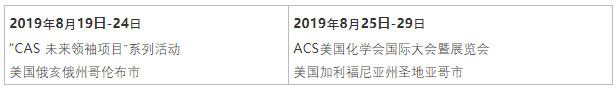 2019年8月19日-24日
“CAS 未来领袖项目”系列活动
美国俄亥俄州哥伦布市
2019年8月25日-29日
ACS美国化学会国际大会暨展览会
美国加利福尼亚州圣地亚哥市